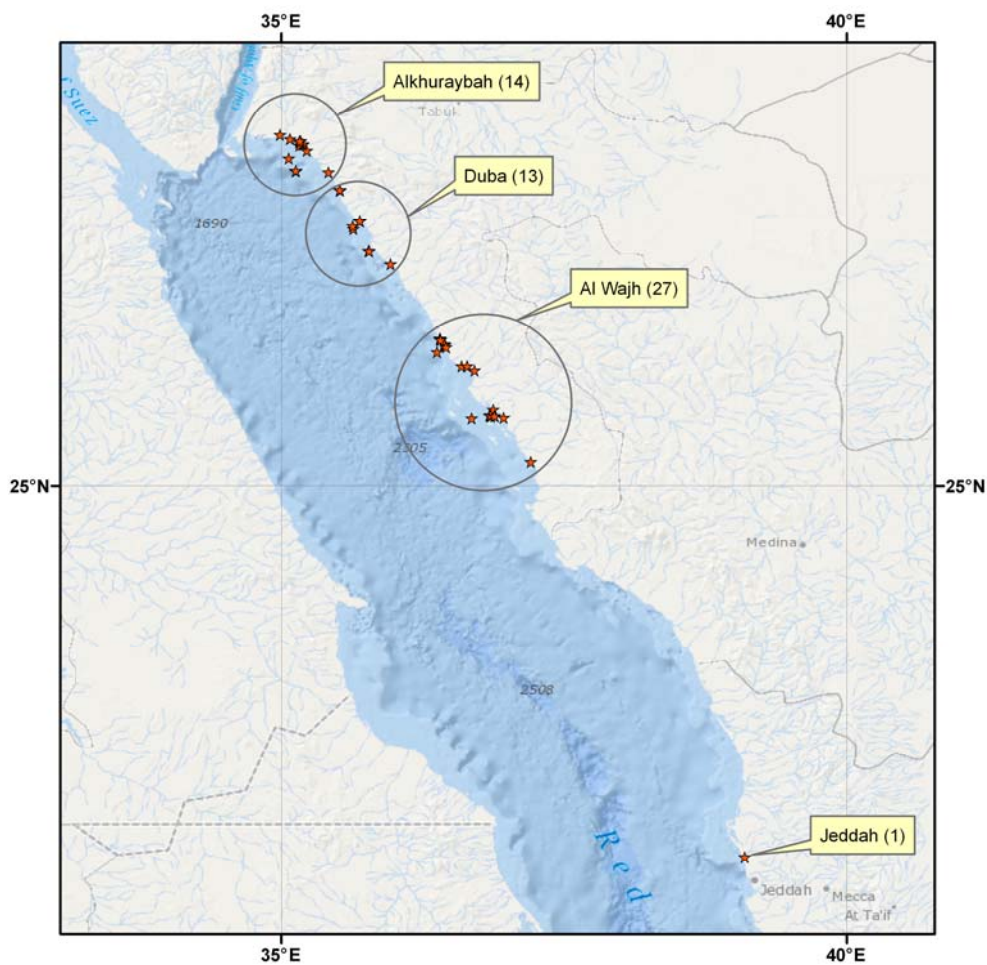 35°E
40°E
f Suez
Alkhuraybah (14)
Tabuk
Duba (13)
1690
Al Wajh (27)
2305
25°N
25°N
Medina
2508
Jeddah (1)
Red
Jeddah
Mecca
At Ta'if
35°E
40°E